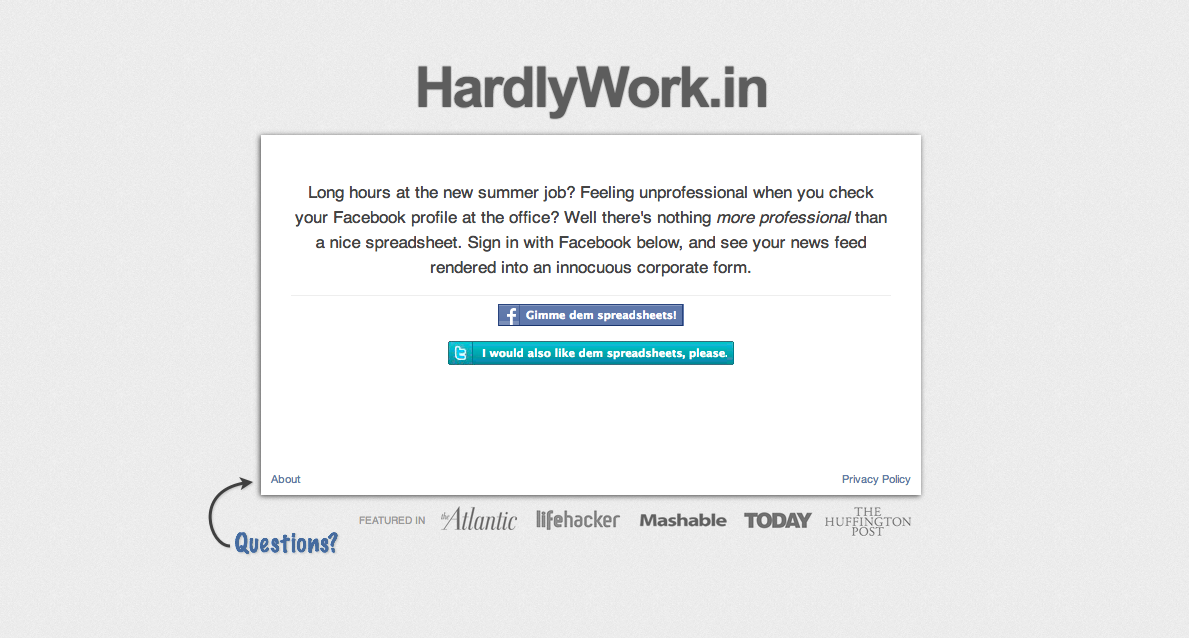 HardlyWork.in
Long hours at the new summer job? Feeling unprofessional when you check
your Facebook profile at the office? Well there's nothing more professional than
a nice spreadsheet. Sign in with Facebook below, and see your news feed
rendered into an innocuous corporate form.
f Gimme dem spreadsheets!
t I would also like dem spreadsheets, please.
About
Privacy Policy
Questions?
FEATURED IN
the Atlantic
lifehacker
Mashable
TODAY
THE
HUFFINGTON
POST